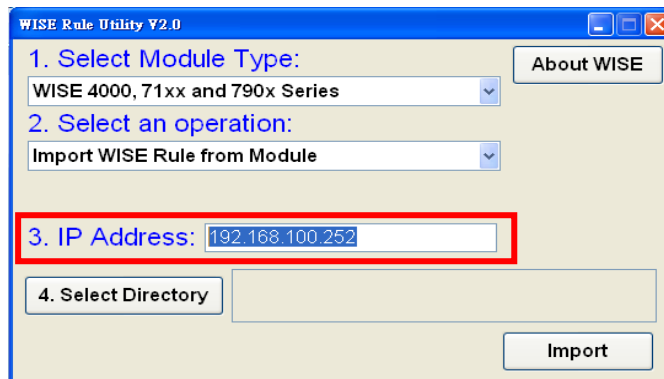 WISE Rule Utility V2.0
1. Select Module Type:
About WISE
WISE 4000, 71xx and 790x Series
2. Select an operation:
Import WISE Rule from Module
3. IP Address: 192.168.100.252
4. Select Directory
Import